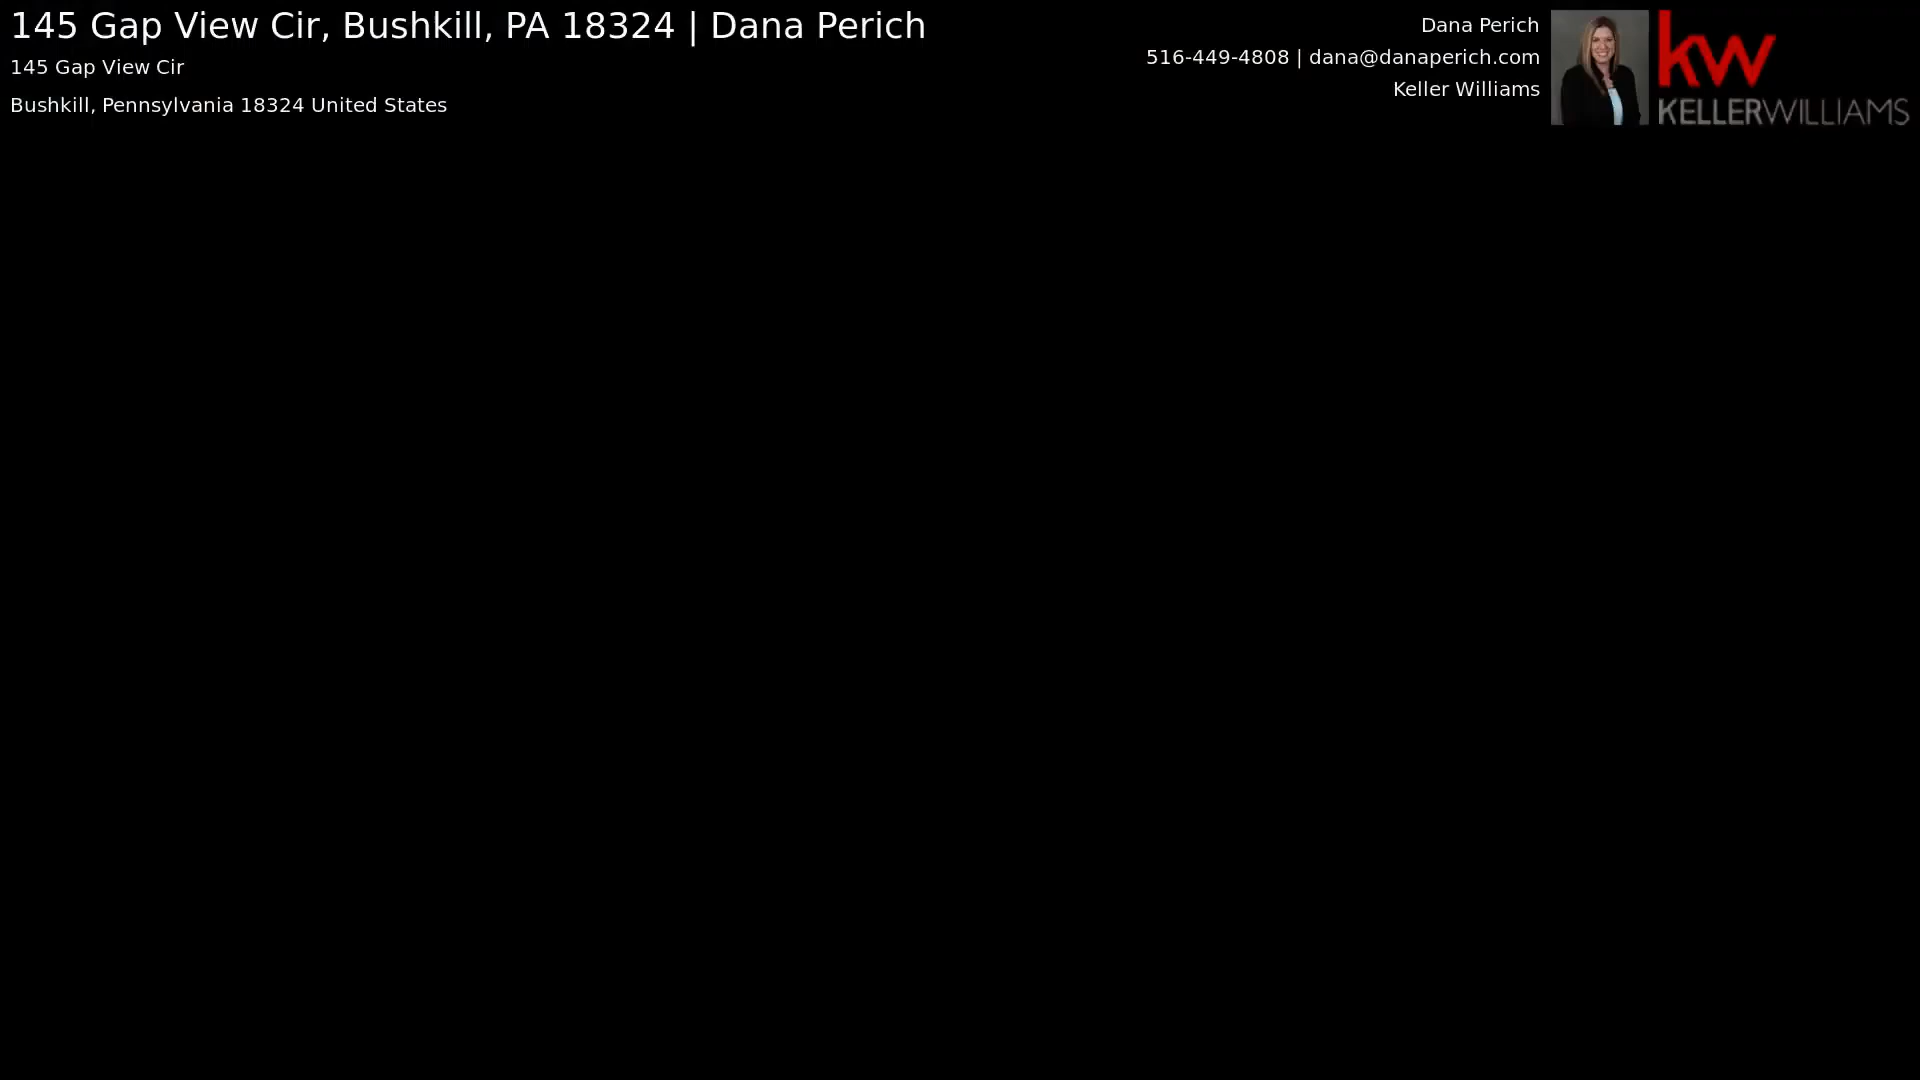 145 Gap View Cir, Bushkill, PA 18324 | Dana Perich
145 Gap View Cir
Bushkill, Pennsylvania 18324 United States
Dana Perich
516-449-4808 | dana@danaperich.com
Keller Williams
kw
KELLERWILLIAMS